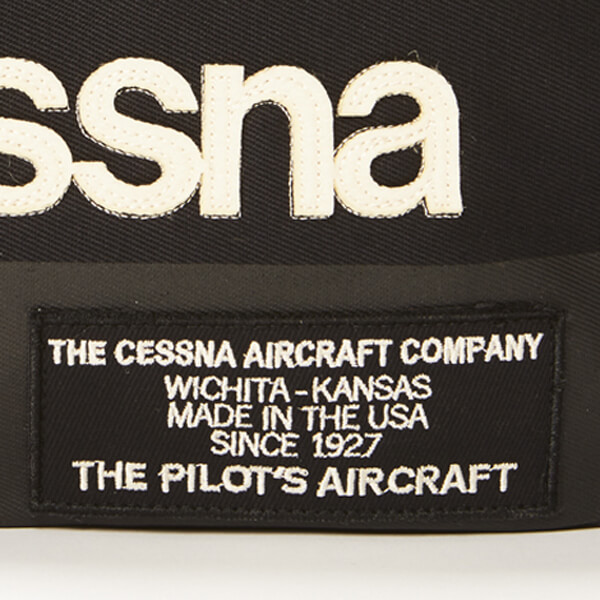 ssna
THE CESSNA AIRCRAFT COMPANY
WICHITA-KANSAS
MADE IN THE USA
SINCE 1927
THE PILOT'S AIRCRAFT